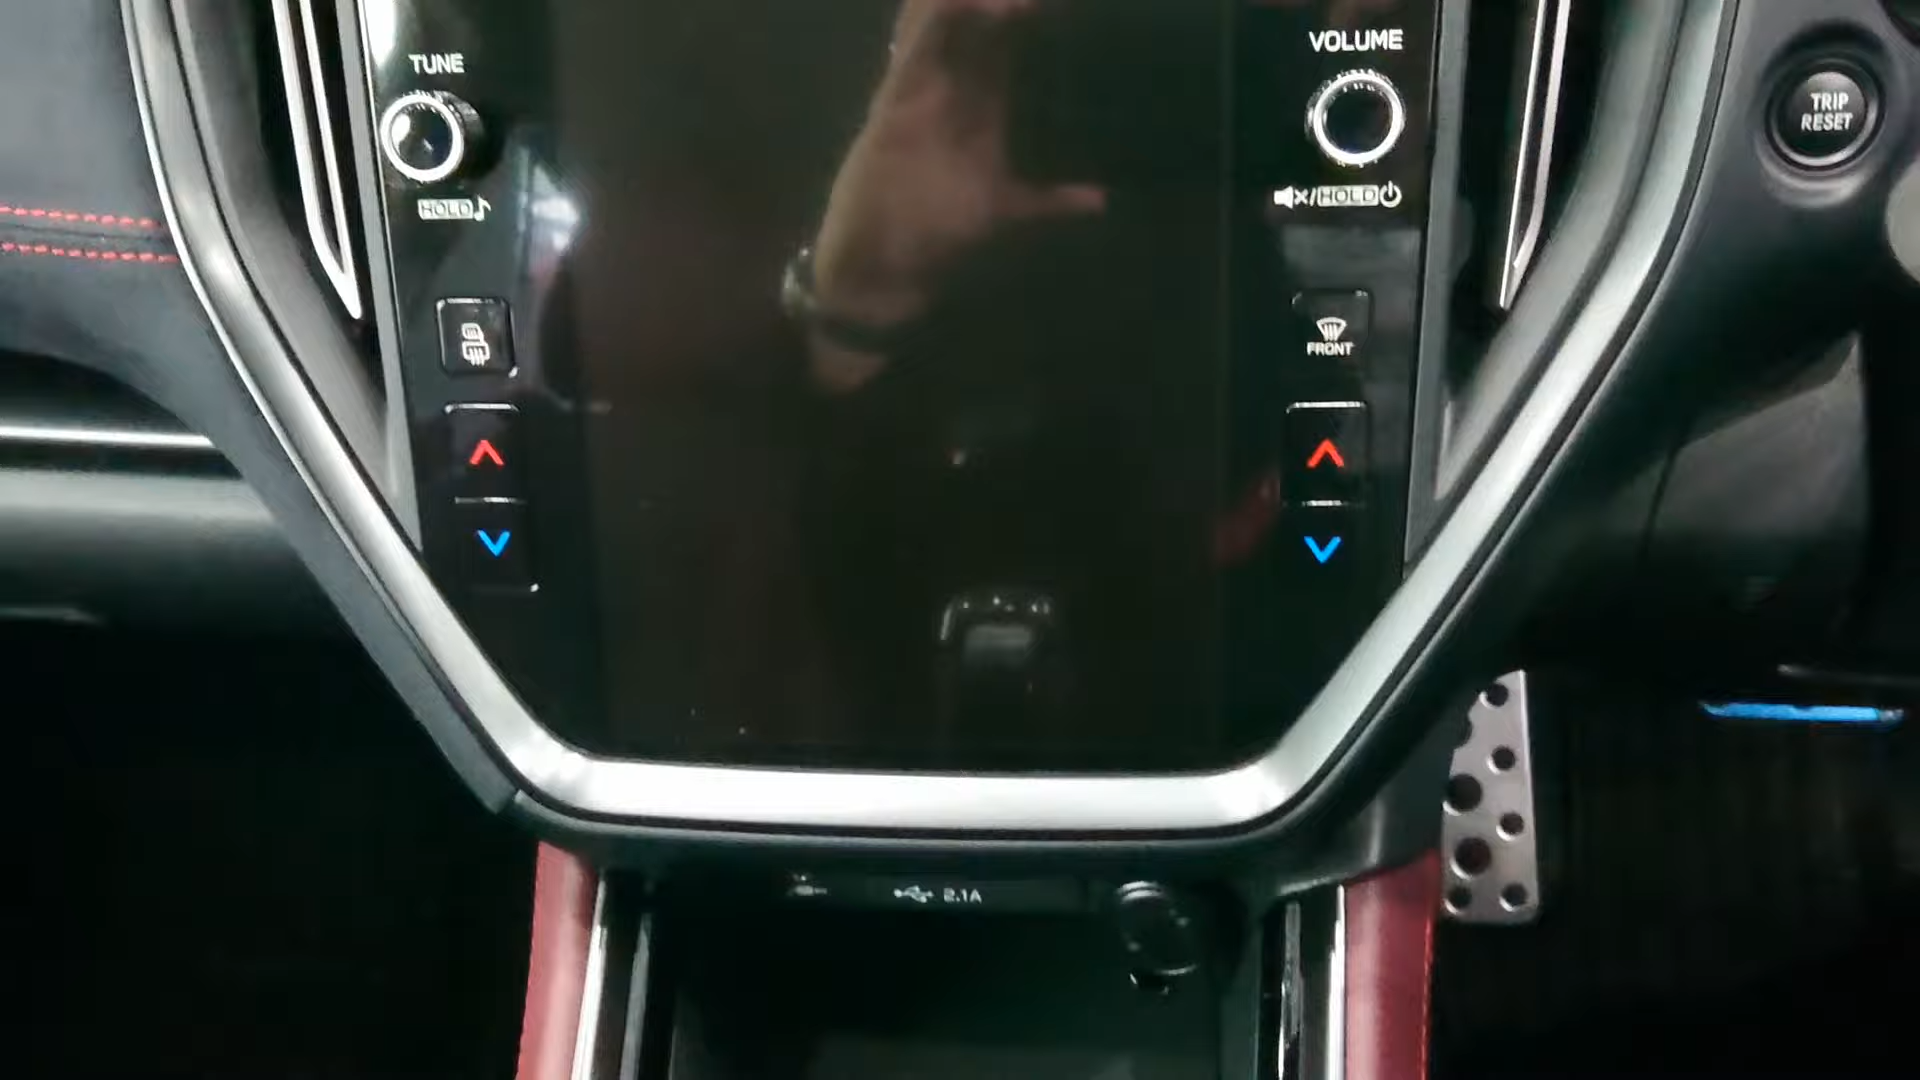 TUNE
VOLUME
TRIP
RESET
HOLD
/HOLD
FRONT
2.1A